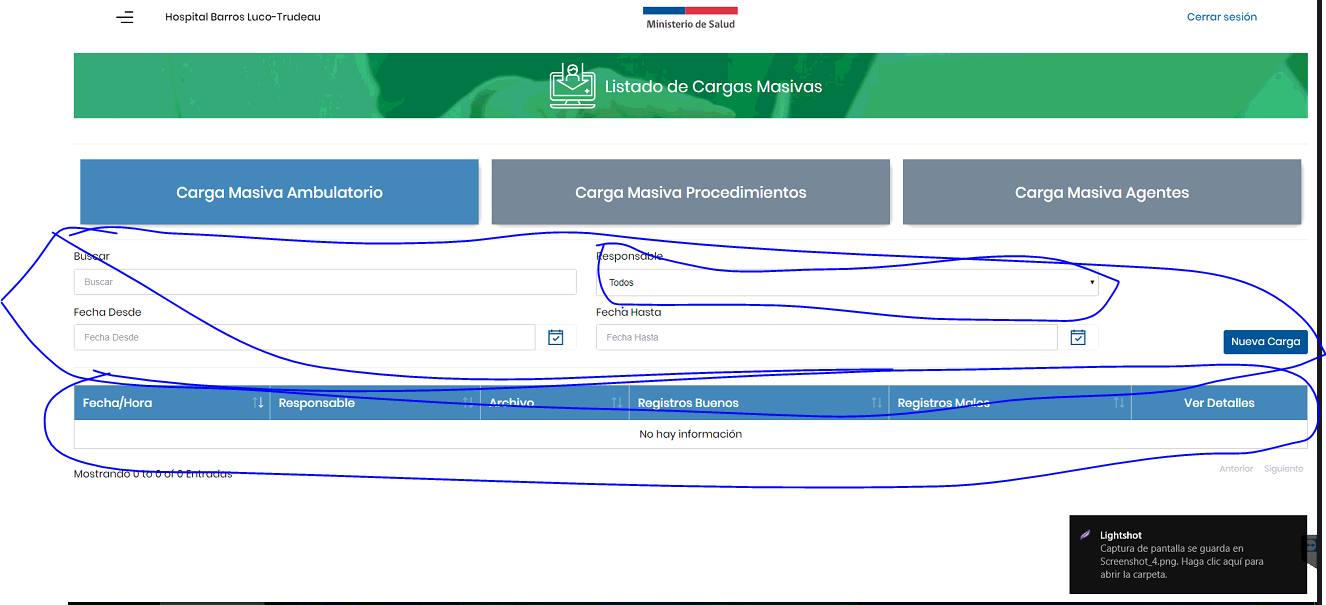 Hospital Barros Luco-Trudeau
Ministerio de Salud
Cerrar sesión
Listado de Cargas Masivas
Carga Masiva Ambulatorio
Carga Masiva Procedimientos
Carga Masiva Agentes
Buscar
Responsable
Buscar
Todos
Fecha Desde
Fecha Hasta
Fecha Desde
Fecha Hasta
Nueva Carga
Fecha/Hora Responsable Archivo Registros Buenos Registros Malos Ver Detalles
No hay información
Mostrando 0 to 0 of 0 Entradas
Anterior Siguiente
Lightshot
Captura de pantalla se guarda en
Screenshot_4.png. Haga clic aquí para
abrir la carpeta.